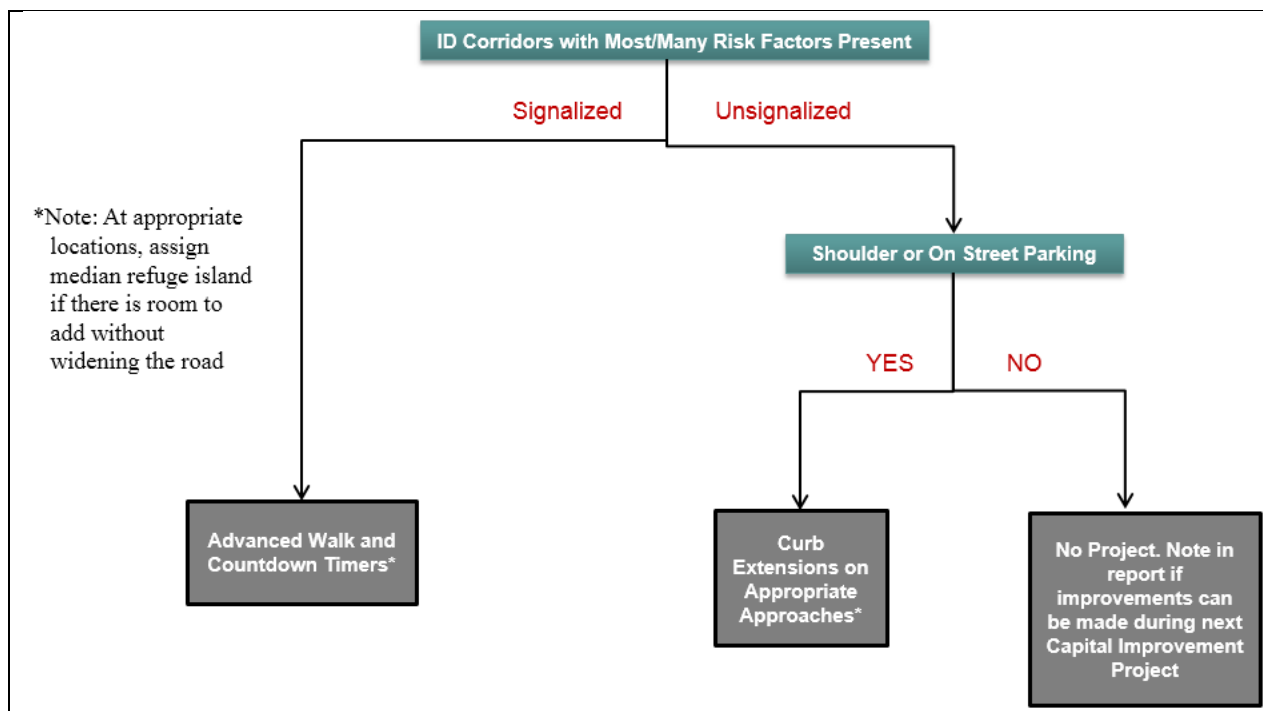 ID Corridors with Most/Many Risk Factors Present
Signalized
Unsignalized
*Note: At appropriate
locations, assign
median refuge island
if there is room to
add without
widening the road
Shoulder or On Street Parking
YES
NO
Advanced Walk and
Countdown Timers*
Curb
Extensions on
Appropriate
Approaches*
No Project. Note in
report if
improvements can
be made during next
Capital Improvement
Project